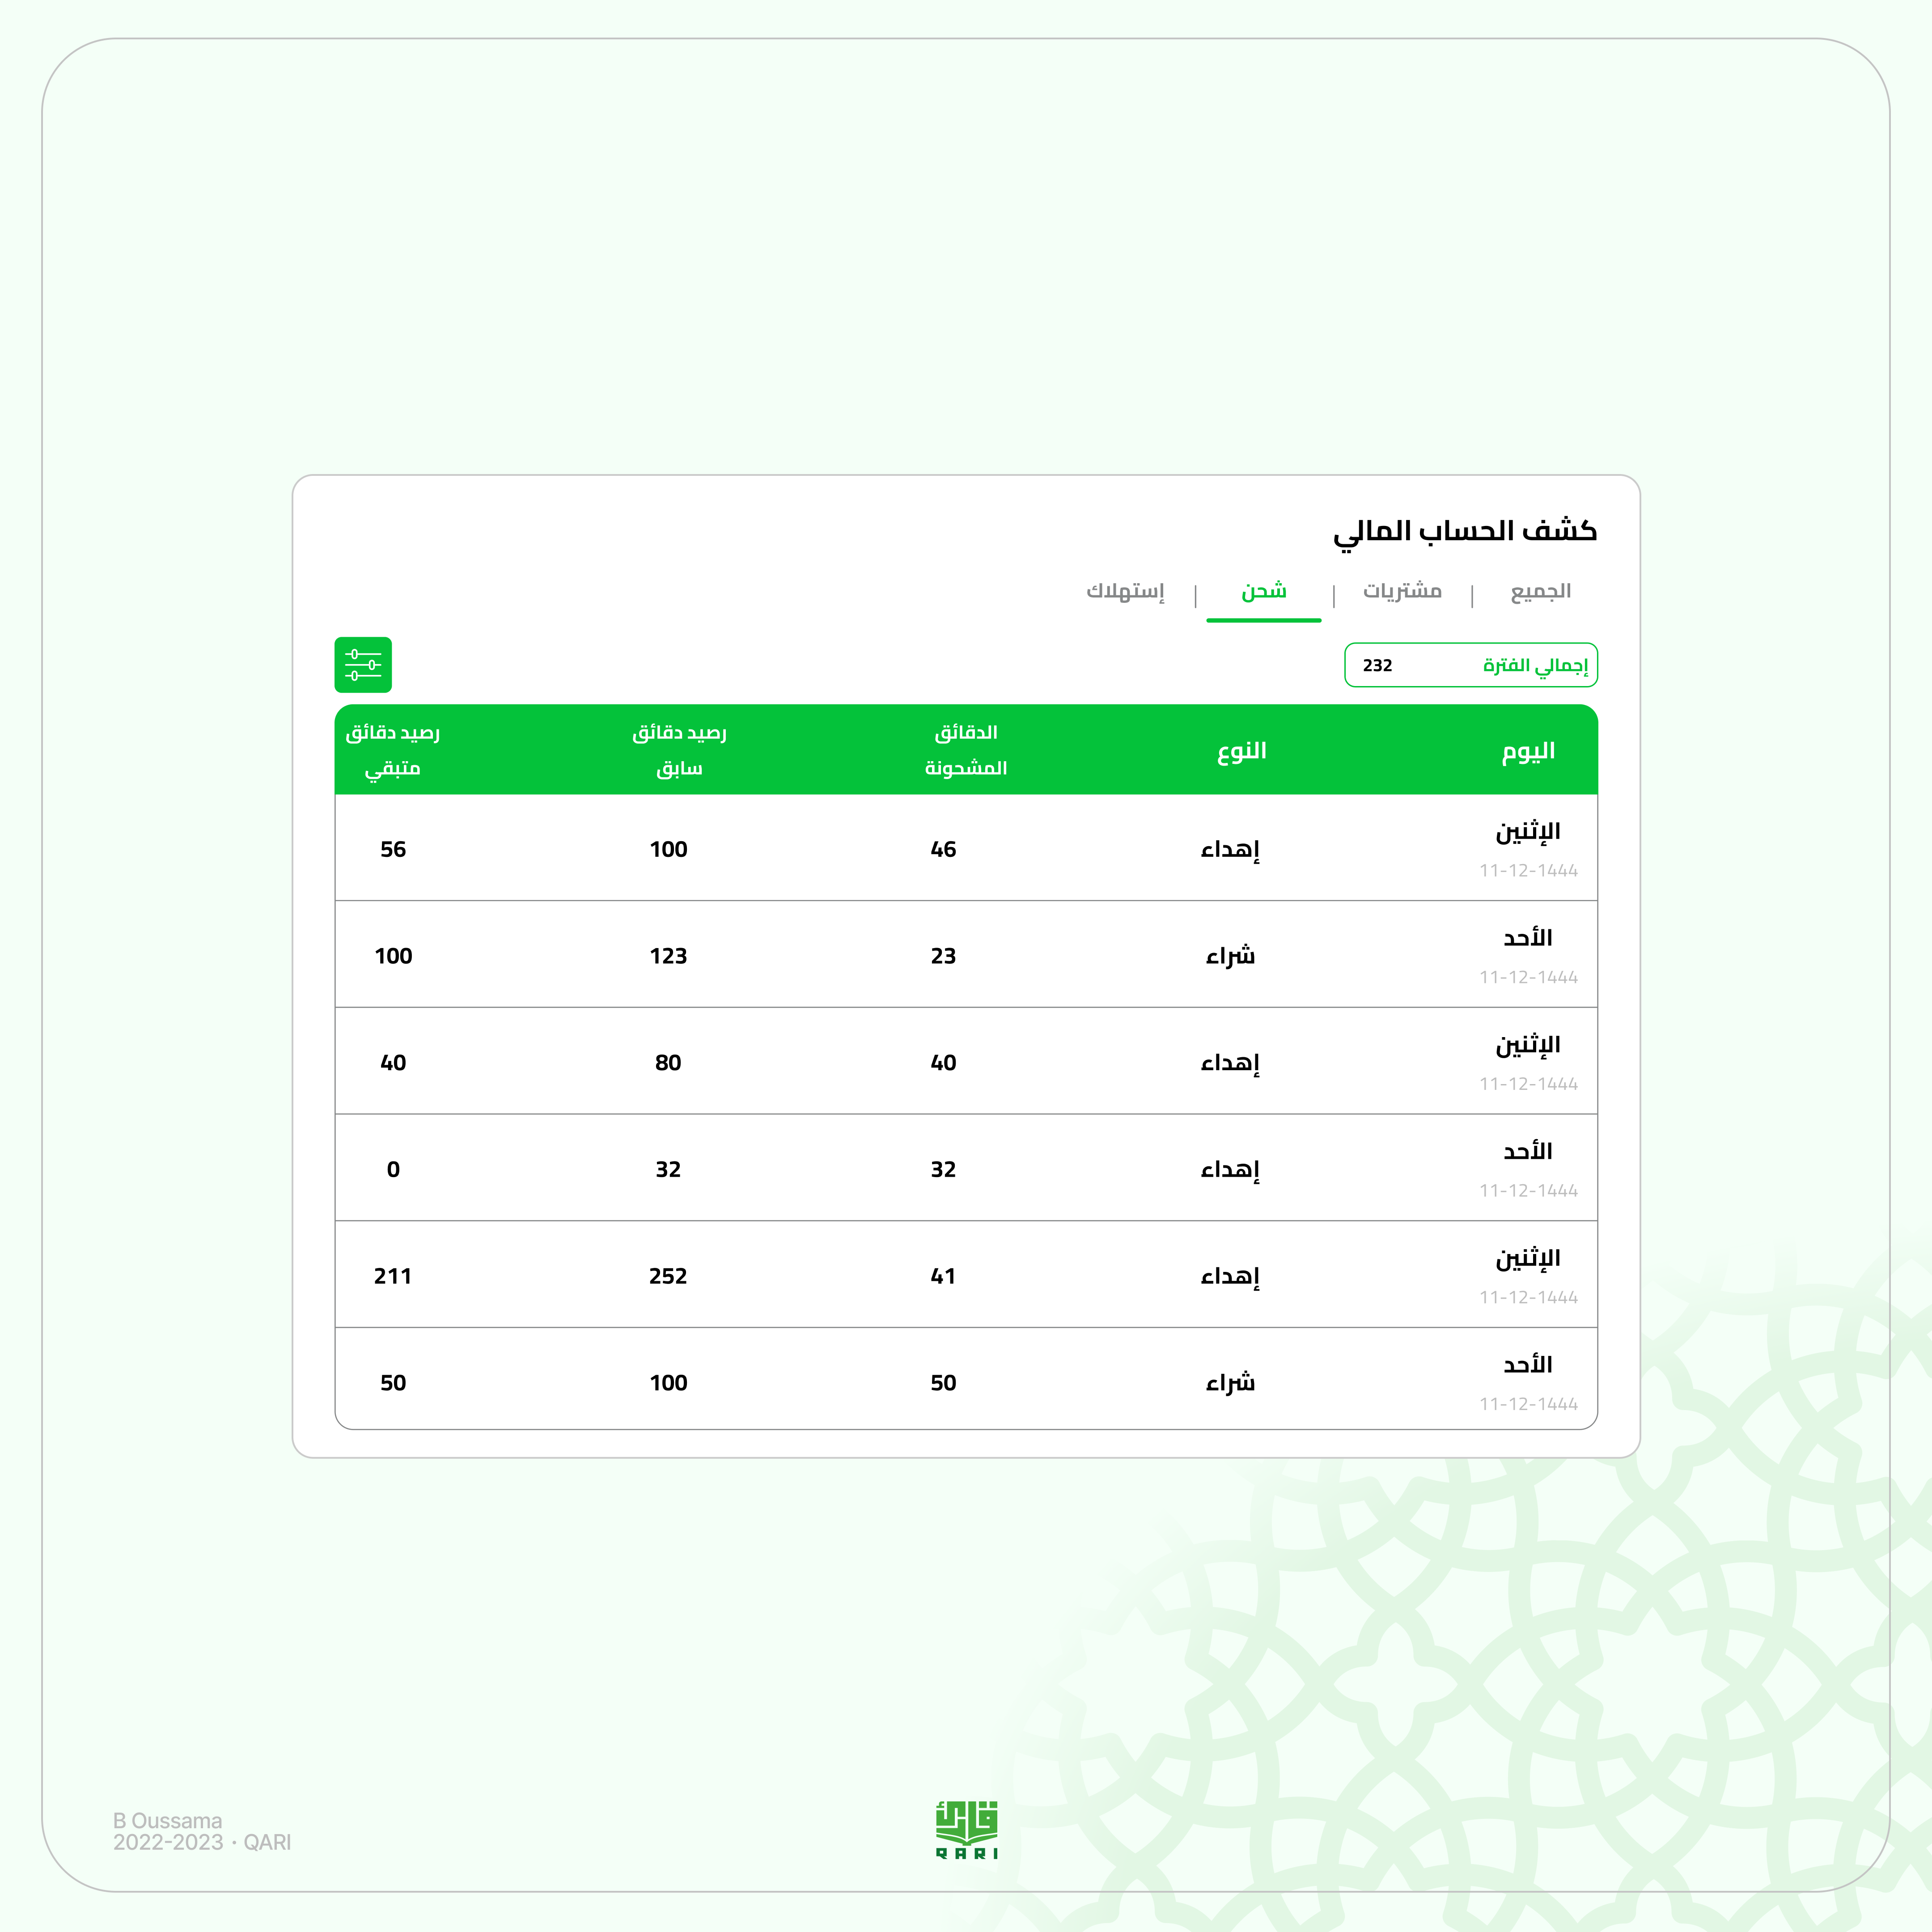 كشف الحساب المالي
الجميع | مشتريات | شحن | إستهلاك
إجمالي الفترة 232
اليوم النوع الدقائق المشحونة رصيد دقائق سابق رصيد دقائق متبقي
الإثنين
11-12-1444
إهداء 46 100 56
الأحد
11-12-1444
شراء 23 123 100
الإثنين
11-12-1444
إهداء 40 80 40
الأحد
11-12-1444
إهداء 32 32 0
الإثنين
11-12-1444
إهداء 41 252 211
الأحد
11-12-1444
شراء 50 100 50
B Oussama
2022-2023 • QARI
قارئ
QARI